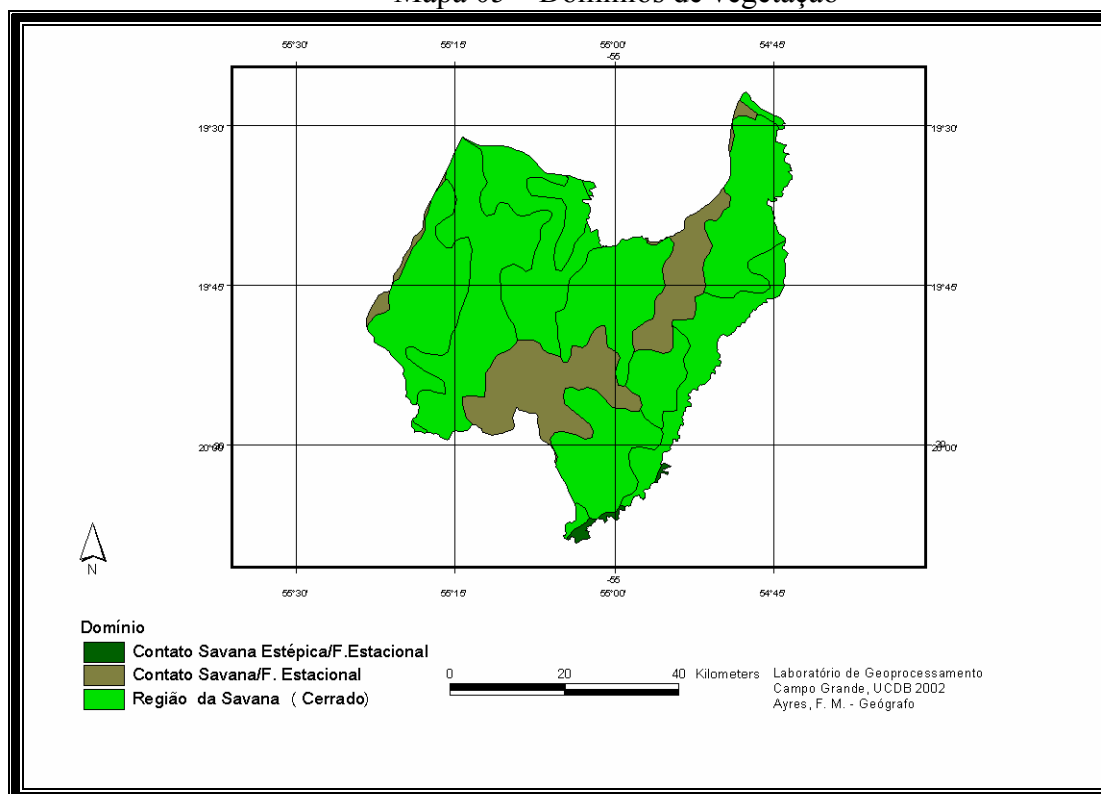 Mapa 03 – Domínios de vegetação
55°30' 55°15' 55°00' 54°45'
-55
19°30' 19°30'
19°45' 19°45'
20°00' 20°00'
-20
55°30' 55°15' 55°00' 54°45'
-55
N
Domínio
Contato Savana Estépica/F.Estacional
Contato Savana/F. Estacional
Região da Savana ( Cerrado)
0 20 40 Kilometers
Laboratório de Geoprocessamento
Campo Grande, UCDB 2002
Ayres, F. M. - Geógrafo